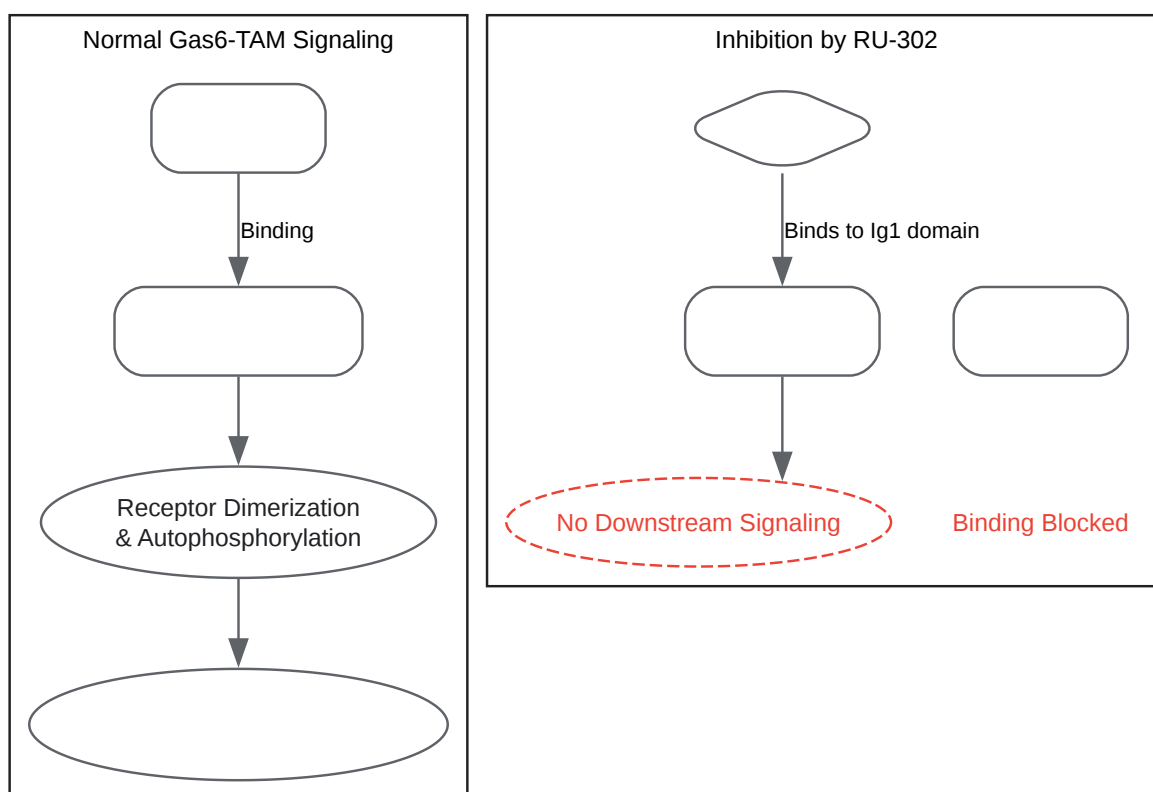 Normal Gas6-TAM Signaling
Binding
Receptor Dimerization
& Autophosphorylation
Inhibition by RU-302
Binds to Ig1 domain
No Downstream Signaling
Binding Blocked